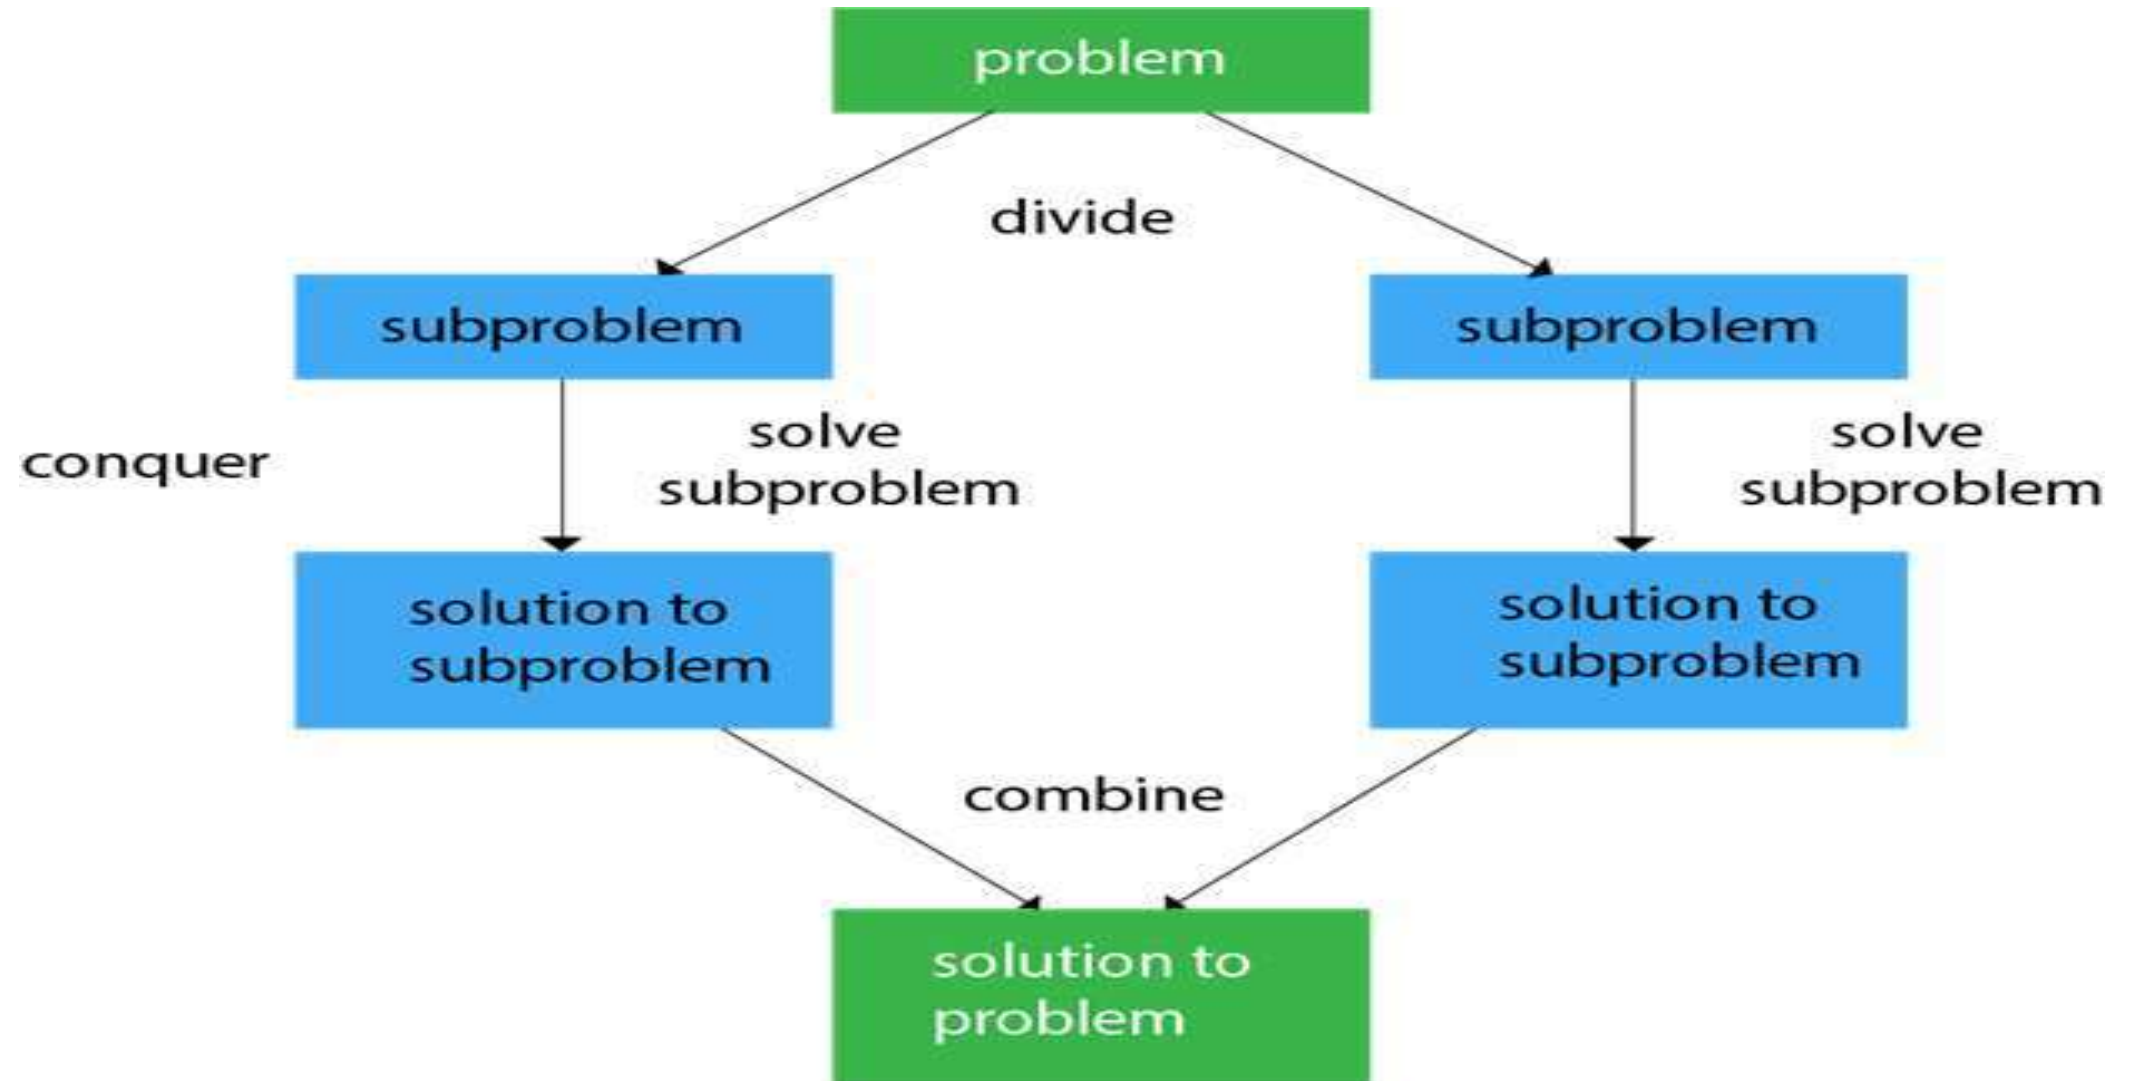 problem
divide
subproblem
subproblem
conquer
solve
subproblem
solve
subproblem
solution to
subproblem
solution to
subproblem
combine
solution to
problem